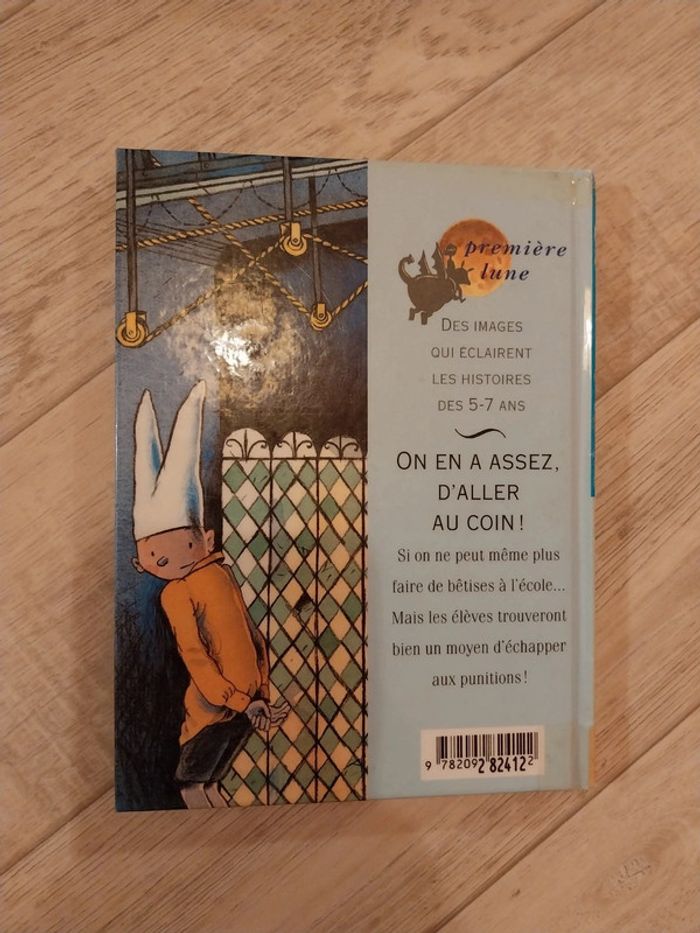 première
lune
DES IMAGES
QUI ÉCLAIRENT
LES HISTOIRES
DES 5-7 ANS
ON EN A ASSEZ,
D'ALLER
AU COIN !
Si on ne peut même plus
faire de bêtises à l'école...
Mais les élèves trouveront
bien un moyen d'échapper
aux punitions !
9 782092 824122